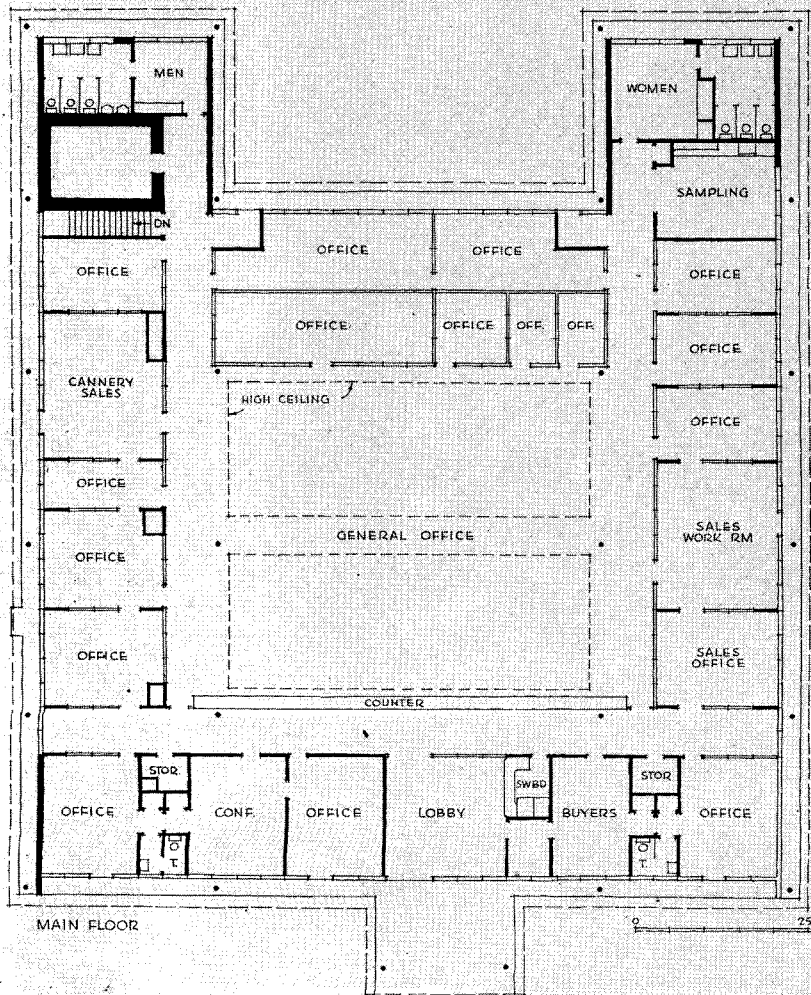 MEN
WOMEN
SAMPLING
DN
OFFICE
OFFICE
OFFICE
OFFICE
OFFICE
OFFICE
OFF.
OFF.
OFFICE
CANNERY
SALES
HIGH CEILING
OFFICE
OFFICE
OFFICE
SALES
WORK RM
GENERAL OFFICE
OFFICE
OFFICE
SALES
OFFICE
COUNTER
STOR.
SWBD
STOR
OFFICE
CONF.
OFFICE
LOBBY
BUYERS
OFFICE
MAIN FLOOR
0
25